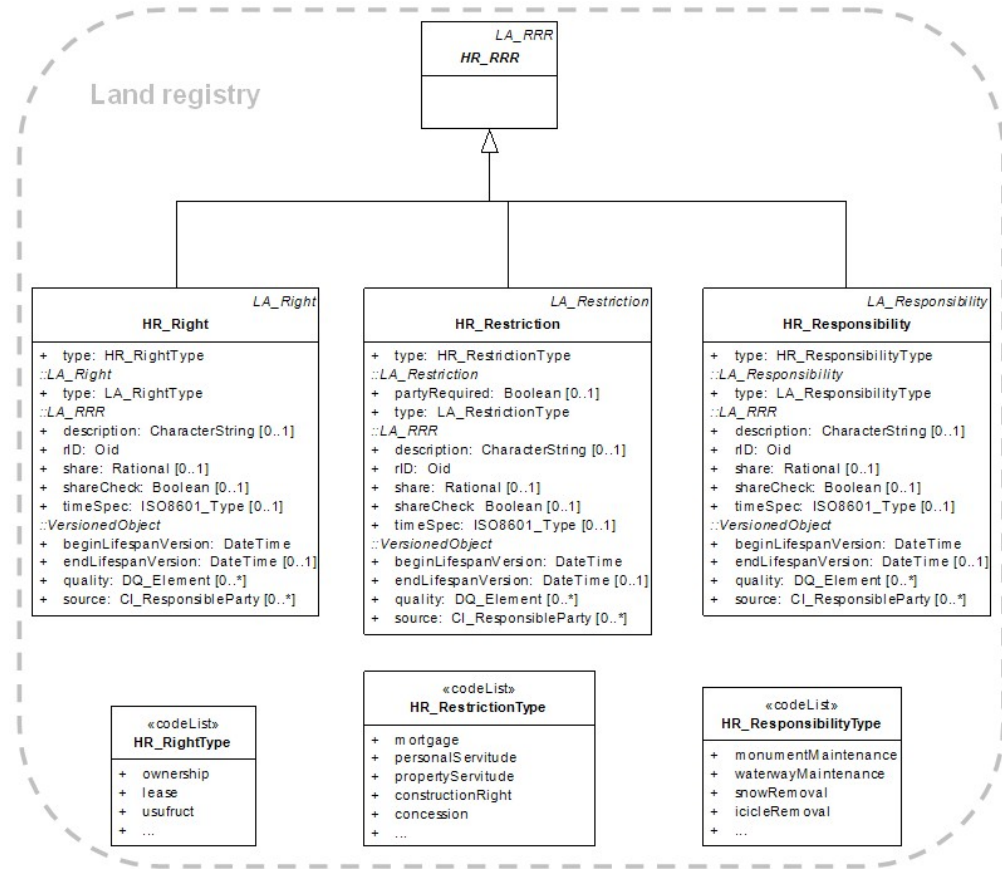 LA_RRR
HR_RRR
Land registry
LA_Right
HR_Right
+ type: HR_RightType
::LA_Right
+ type: LA_RightType
::LA_RRR
+ description: CharacterString [0..1]
+ rID: Oid
+ share: Rational [0..1]
+ shareCheck: Boolean [0..1]
+ timeSpec: ISO8601_Type [0..1]
::VersionedObject
+ beginLifespanVersion: DateTime
+ endLifespanVersion: DateTime [0..1]
+ quality: DQ_Element [0..*]
+ source: CI_ResponsibleParty [0..*]
LA_Restriction
HR_Restriction
+ type: HR_RestrictionType
::LA_Restriction
+ partyRequired: Boolean [0..1]
+ type: LA_RestrictionType
::LA_RRR
+ description: CharacterString [0..1]
+ rID: Oid
+ share: Rational [0..1]
+ shareCheck: Boolean [0..1]
+ timeSpec: ISO8601_Type [0..1]
::VersionedObject
+ beginLifespanVersion: DateTime
+ endLifespanVersion: DateTime [0..1]
+ quality: DQ_Element [0..*]
+ source: CI_ResponsibleParty [0..*]
LA_Responsibility
HR_Responsibility
+ type: HR_ResponsibilityType
::LA_Responsibility
+ type: LA_ResponsibilityType
::LA_RRR
+ description: CharacterString [0..1]
+ rID: Oid
+ share: Rational [0..1]
+ shareCheck: Boolean [0..1]
+ timeSpec: ISO8601_Type [0..1]
::VersionedObject
+ beginLifespanVersion: DateTime
+ endLifespanVersion: DateTime [0..1]
+ quality: DQ_Element [0..*]
+ source: CI_ResponsibleParty [0..*]
«codeList»
HR_RightType
+ ownership
+ lease
+ usufruct
+ ...
«codeList»
HR_RestrictionType
+ mortgage
+ personalServitude
+ propertyServitude
+ constructionRight
+ concession
+ ...
«codeList»
HR_ResponsibilityType
+ monumentMaintenance
+ waterwayMaintenance
+ snowRemoval
+ icicleRemoval
+ ...